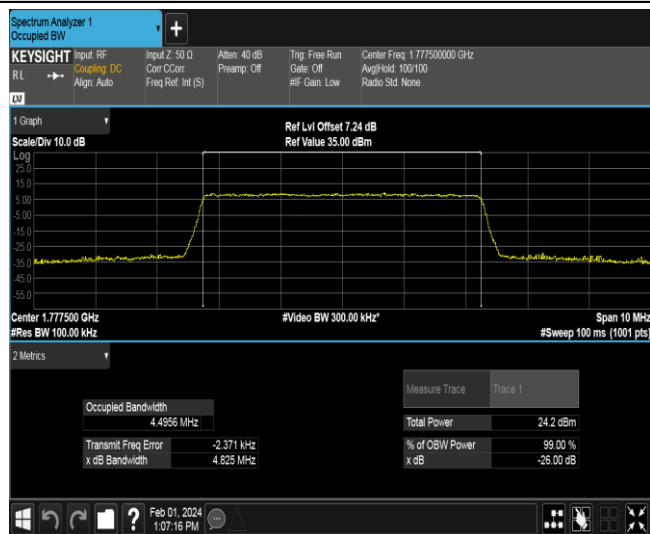 Spectrum Analyzer 1
Occupied BW
+
KEYSIGHT Input: RF Input Z: 50 Ω Atten: 40 dB Trig: Free Run Center Freq: 1.777500000 GHz
RL Coupling: DC Corr CCorr Preamp: Off Gate: Off Avg|Hold: 100/100
Align: Auto Freq Ref: Int (S) #IF Gain: Low Radio Std: None
LXI
1 Graph Ref Lvl Offset 7.24 dB
Scale/Div 10.0 dB Ref Value 35.00 dBm
Log
25.0
15.0
5.00
-5.00
-15.0
-25.0
-35.0
-45.0
-55.0
Center 1.777500 GHz #Video BW 300.00 kHz* Span 10 MHz
#Res BW 100.00 kHz #Sweep 100 ms (1001 pts)
2 Metrics
Measure Trace Trace 1
Occupied Bandwidth
4.4956 MHz Total Power 24.2 dBm
Transmit Freq Error -2.371 kHz % of OBW Power 99.00 %
x dB Bandwidth 4.825 MHz x dB -26.00 dB
? Feb 01, 2024
1:07:16 PM